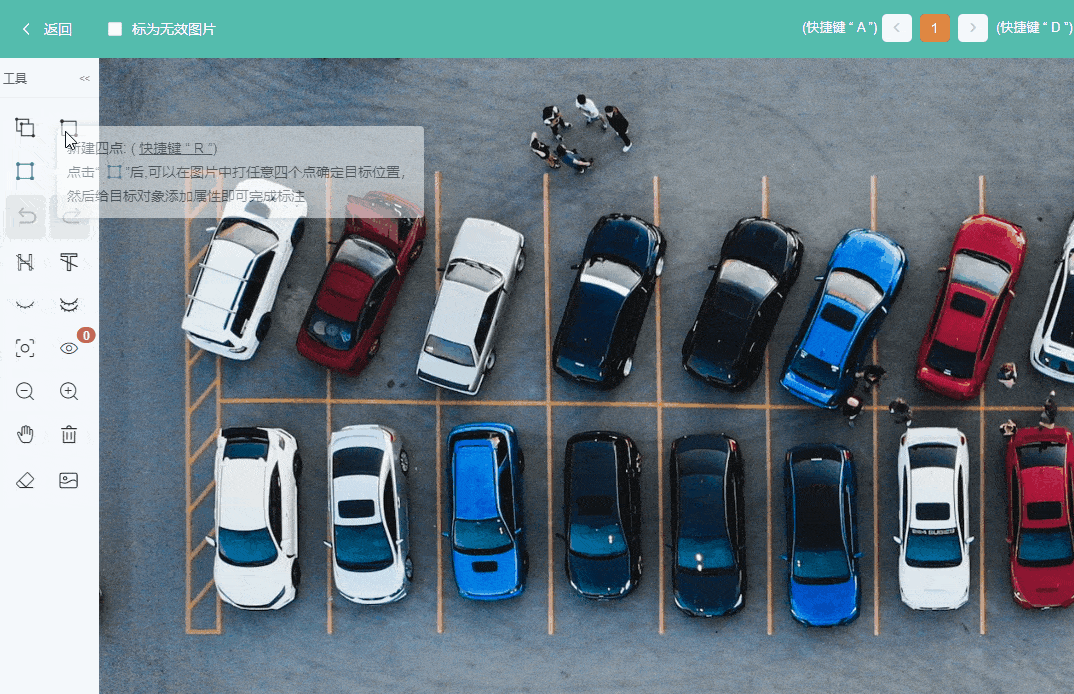 返回
标为无效图片
(快捷键 “ A ”)
1
(快捷键 “ D ”)
工具
<<
新建四点: ( 快捷键 “ R ”)
点击“ ”后,可以在图片中打任意四个点确定目标位置,
然后给目标对象添加属性即可完成标注
0